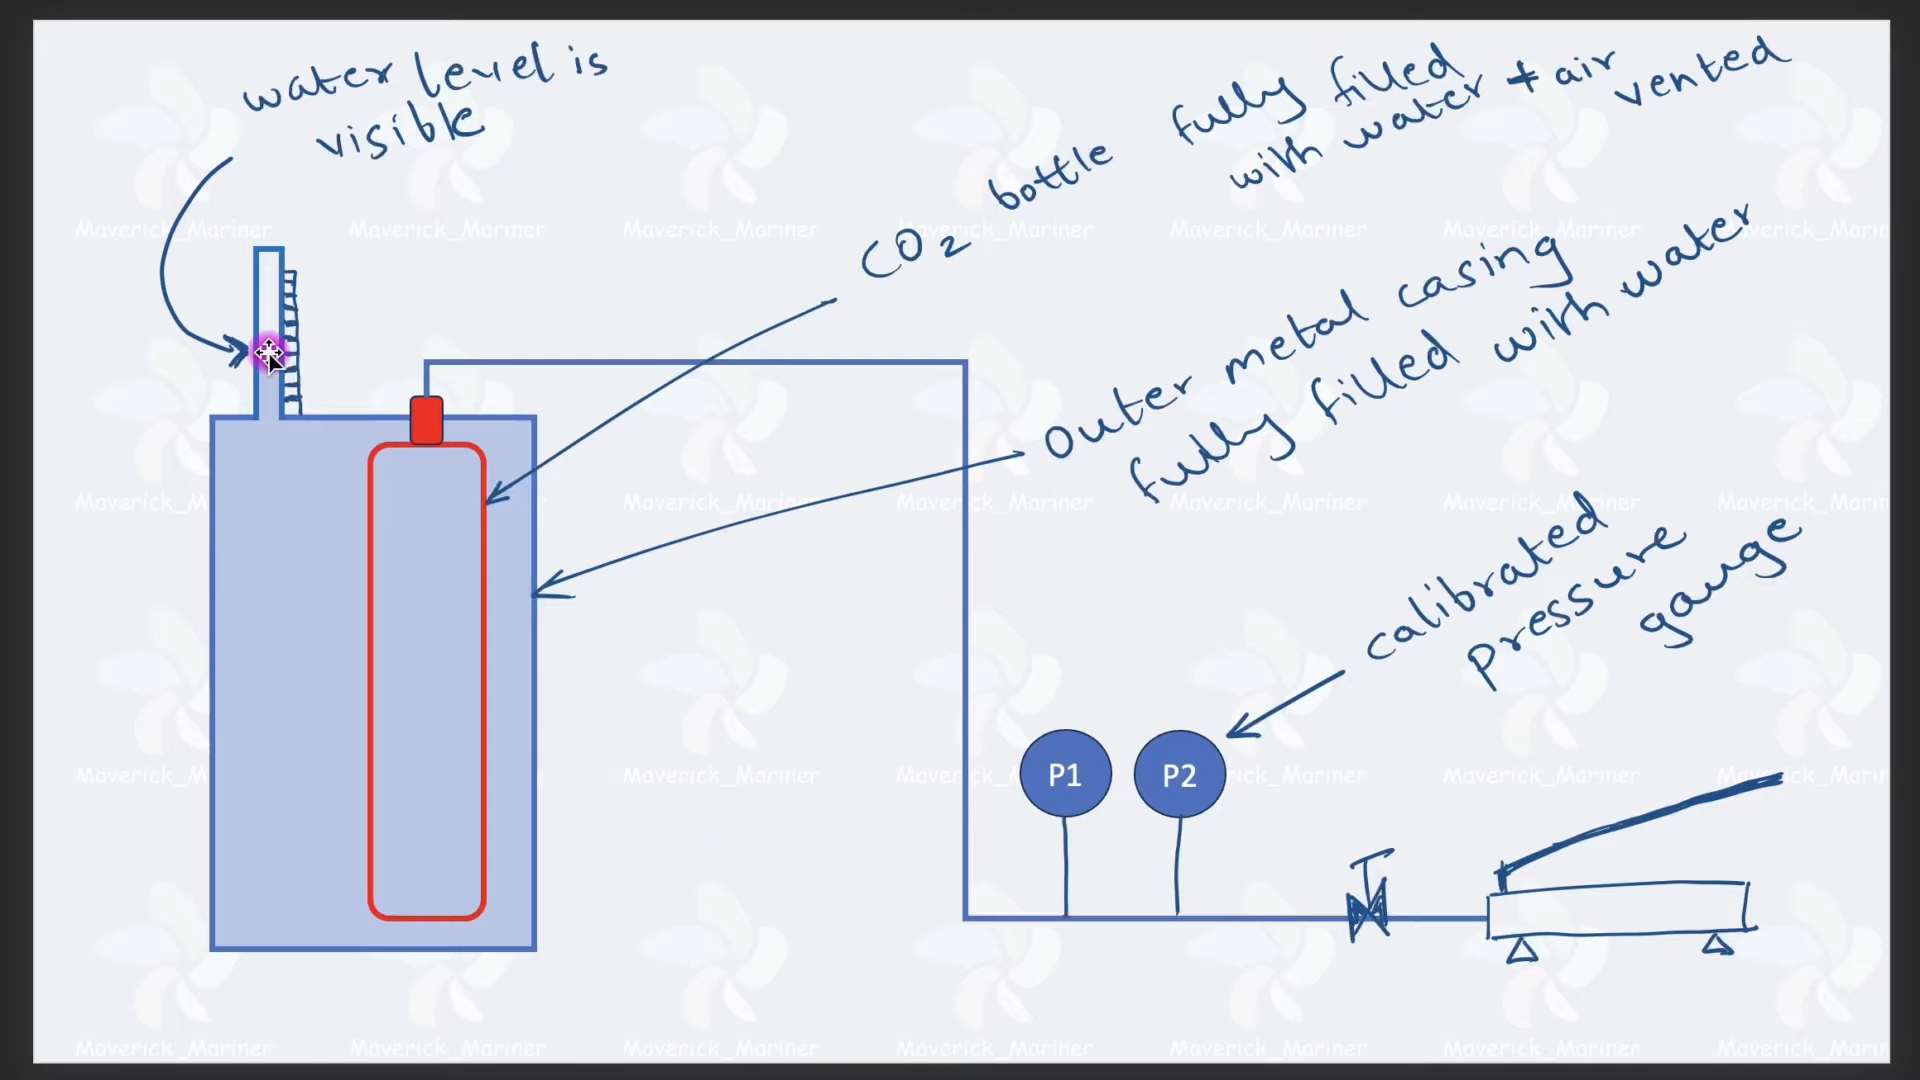 water level is
visible
CO2 bottle fully filled
with water + air
vented
Outer metal casing
fully filled with water
calibrated
pressure
gauge
P1
P2
Maverick_Mariner